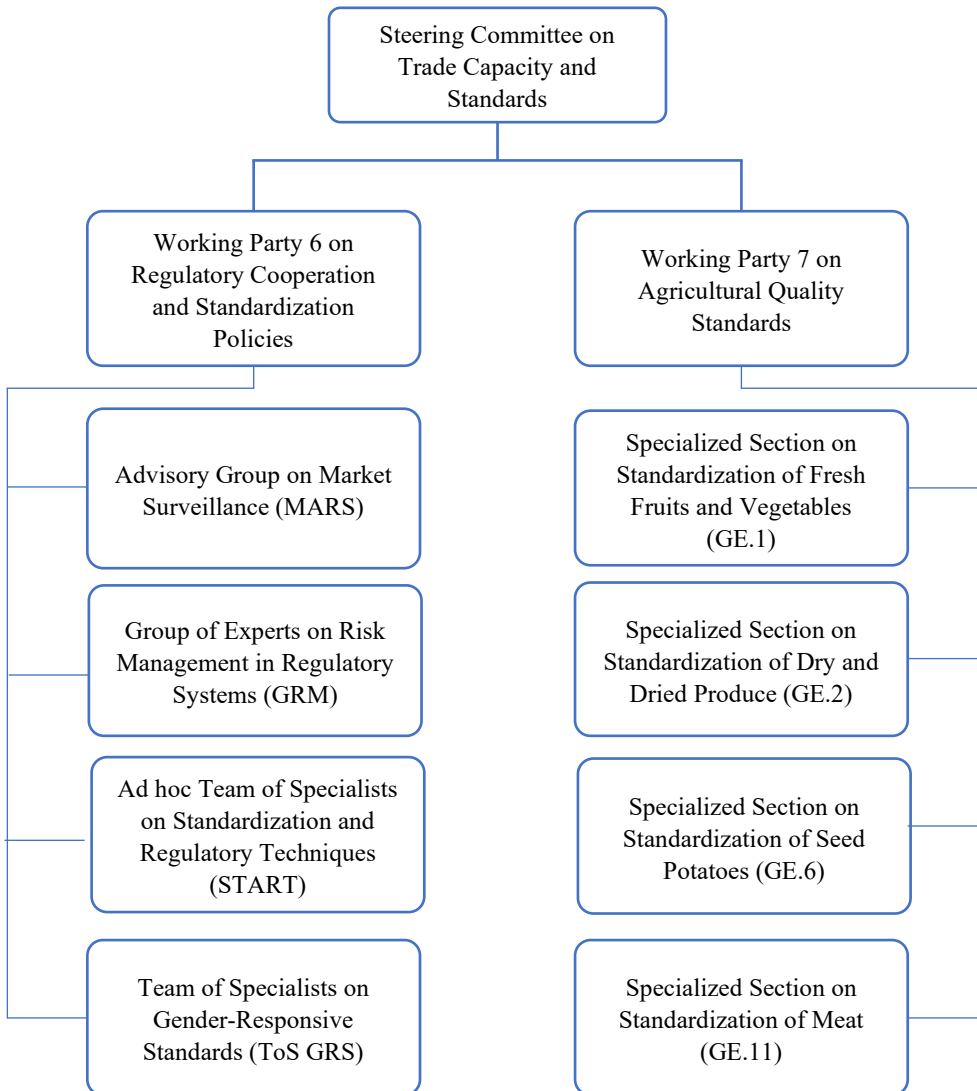 Steering Committee on
Trade Capacity and
Standards
Working Party 6 on
Regulatory Cooperation
and Standardization
Policies
Working Party 7 on
Agricultural Quality
Standards
Advisory Group on Market
Surveillance (MARS)
Specialized Section on
Standardization of Fresh
Fruits and Vegetables
(GE.1)
Group of Experts on Risk
Management in Regulatory
Systems (GRM)
Specialized Section on
Standardization of Dry and
Dried Produce (GE.2)
Ad hoc Team of Specialists
on Standardization and
Regulatory Techniques
(START)
Specialized Section on
Standardization of Seed
Potatoes (GE.6)
Team of Specialists on
Gender-Responsive
Standards (ToS GRS)
Specialized Section on
Standardization of Meat
(GE.11)